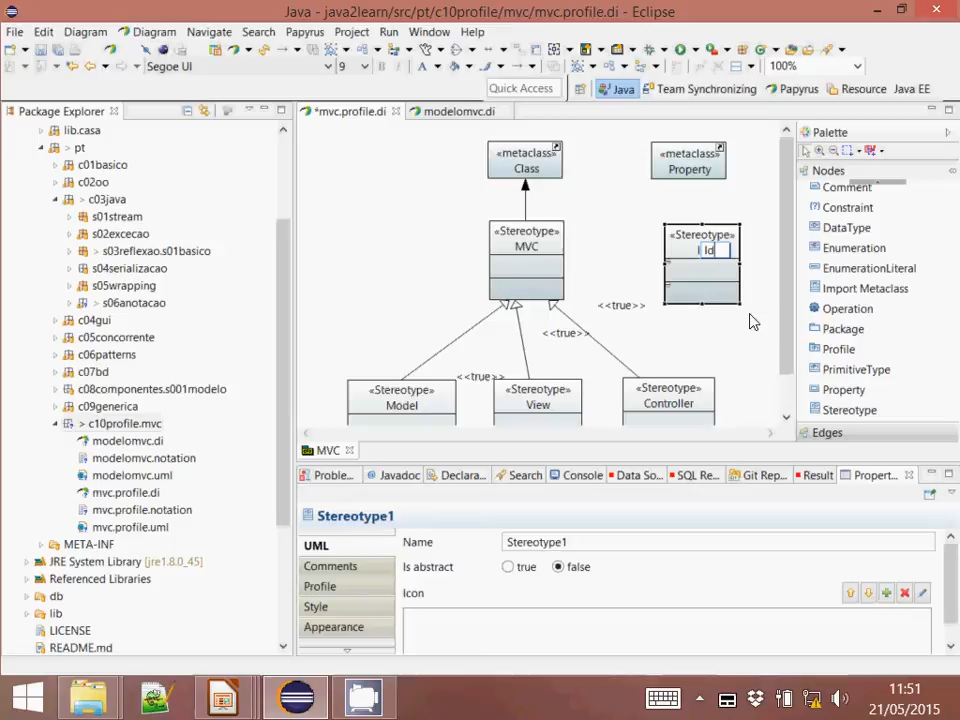 Java - java2learn/src/pt/c10profile/mvc/mvc.profile.di - Eclipse
File Edit Diagram Diagram Navigate Search Papyrus Project Run Window Help
Segoe UI 9 B I A 100%
Quick Access Java Team Synchronizing Papyrus Resource Java EE
Package Explorer
lib.casa
> pt
c01basico
c02oo
> c03java
s01stream
s02excecao
> s03reflexao.s01basico
s04serializacao
s05wrapping
> s06anotacao
c04gui
c05concorrente
c06patterns
c07bd
c08componentes.s001modelo
c09generica
> c10profile.mvc
modelomvc.di
modelomvc.notation
modelomvc.uml
mvc.profile.di
mvc.profile.notation
mvc.profile.uml
META-INF
JRE System Library [jre1.8.0_45]
Referenced Libraries
db
lib
LICENSE
README.md
*mvc.profile.di modelomvc.di
«metaclass»
Class
«metaclass»
Property
«Stereotype»
MVC
«Stereotype»
Id
<<true>>
<<true>>
<<true>>
«Stereotype»
Model
«Stereotype»
View
«Stereotype»
Controller
MVC
Palette
Nodes
Comment
Constraint
DataType
Enumeration
EnumerationLiteral
Import Metaclass
Operation
Package
Profile
PrimitiveType
Property
Stereotype
Edges
Proble... Javadoc Declara... Search Console Data So... SQL Re... Git Rep... Result Propert...
Stereotype1
UML
Comments
Profile
Style
Appearance
Name Stereotype1
Is abstract true false
Icon
11:51
21/05/2015